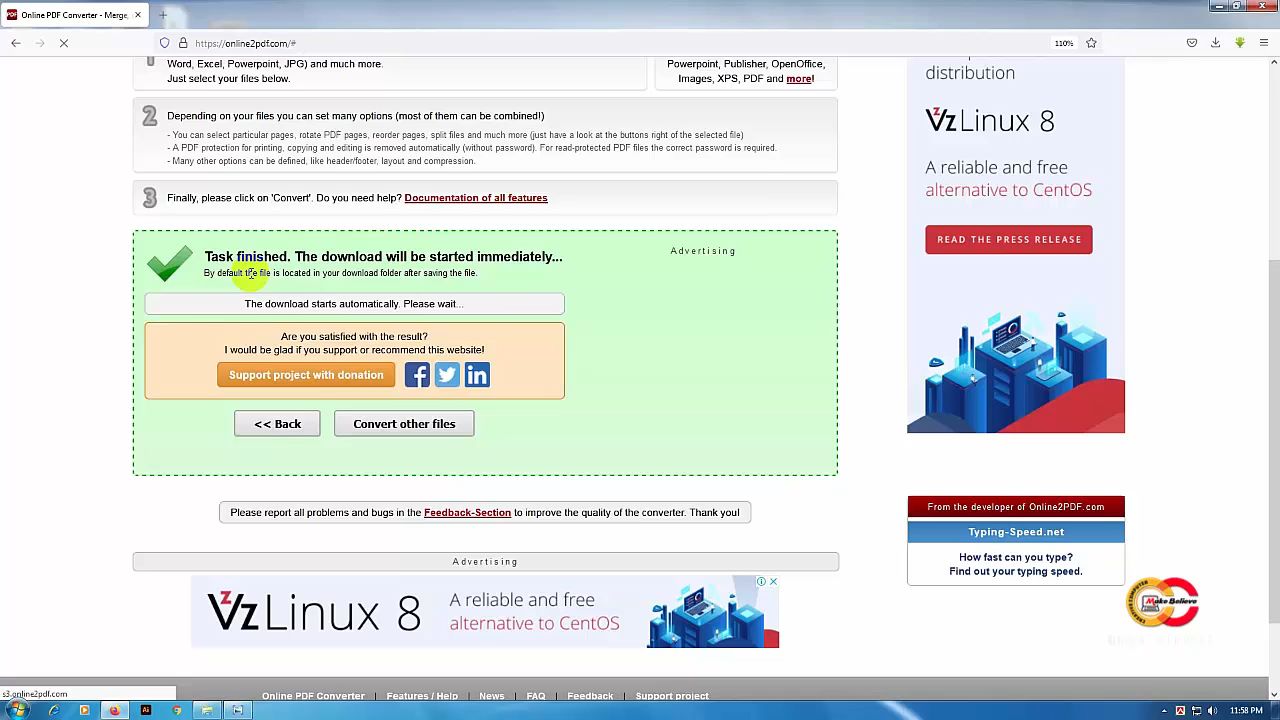 Online PDF Converter - Merge,
https://online2pdf.com/#
110%
Word, Excel, Powerpoint, JPG) and much more.
Just select your files below.
Powerpoint, Publisher, OpenOffice,
Images, XPS, PDF and more!
2
Depending on your files you can set many options (most of them can be combined!)
- You can select particular pages, rotate PDF pages, reorder pages, split files and much more (just have a look at the buttons right of the selected file)
- A PDF protection for printing, copying and editing is removed automatically (without password). For read-protected PDF files the correct password is required.
- Many other options can be defined, like header/footer, layout and compression.
3
Finally, please click on 'Convert'. Do you need help? Documentation of all features
Task finished. The download will be started immediately...
By default the file is located in your download folder after saving the file.
Advertising
The download starts automatically. Please wait...
Are you satisfied with the result?
I would be glad if you support or recommend this website!
Support project with donation
<< Back
Convert other files
Please report all problems and bugs in the Feedback-Section to improve the quality of the converter. Thank you!
Advertising
VzLinux 8
A reliable and free
alternative to CentOS
distribution
VzLinux 8
A reliable and free
alternative to CentOS
READ THE PRESS RELEASE
From the developer of Online2PDF.com
Typing-Speed.net
How fast can you type?
Find out your typing speed.
Make Believe
s3.online2pdf.com
Online PDF Converter | Features / Help | News | FAQ | Feedback | Support project
11:58 PM